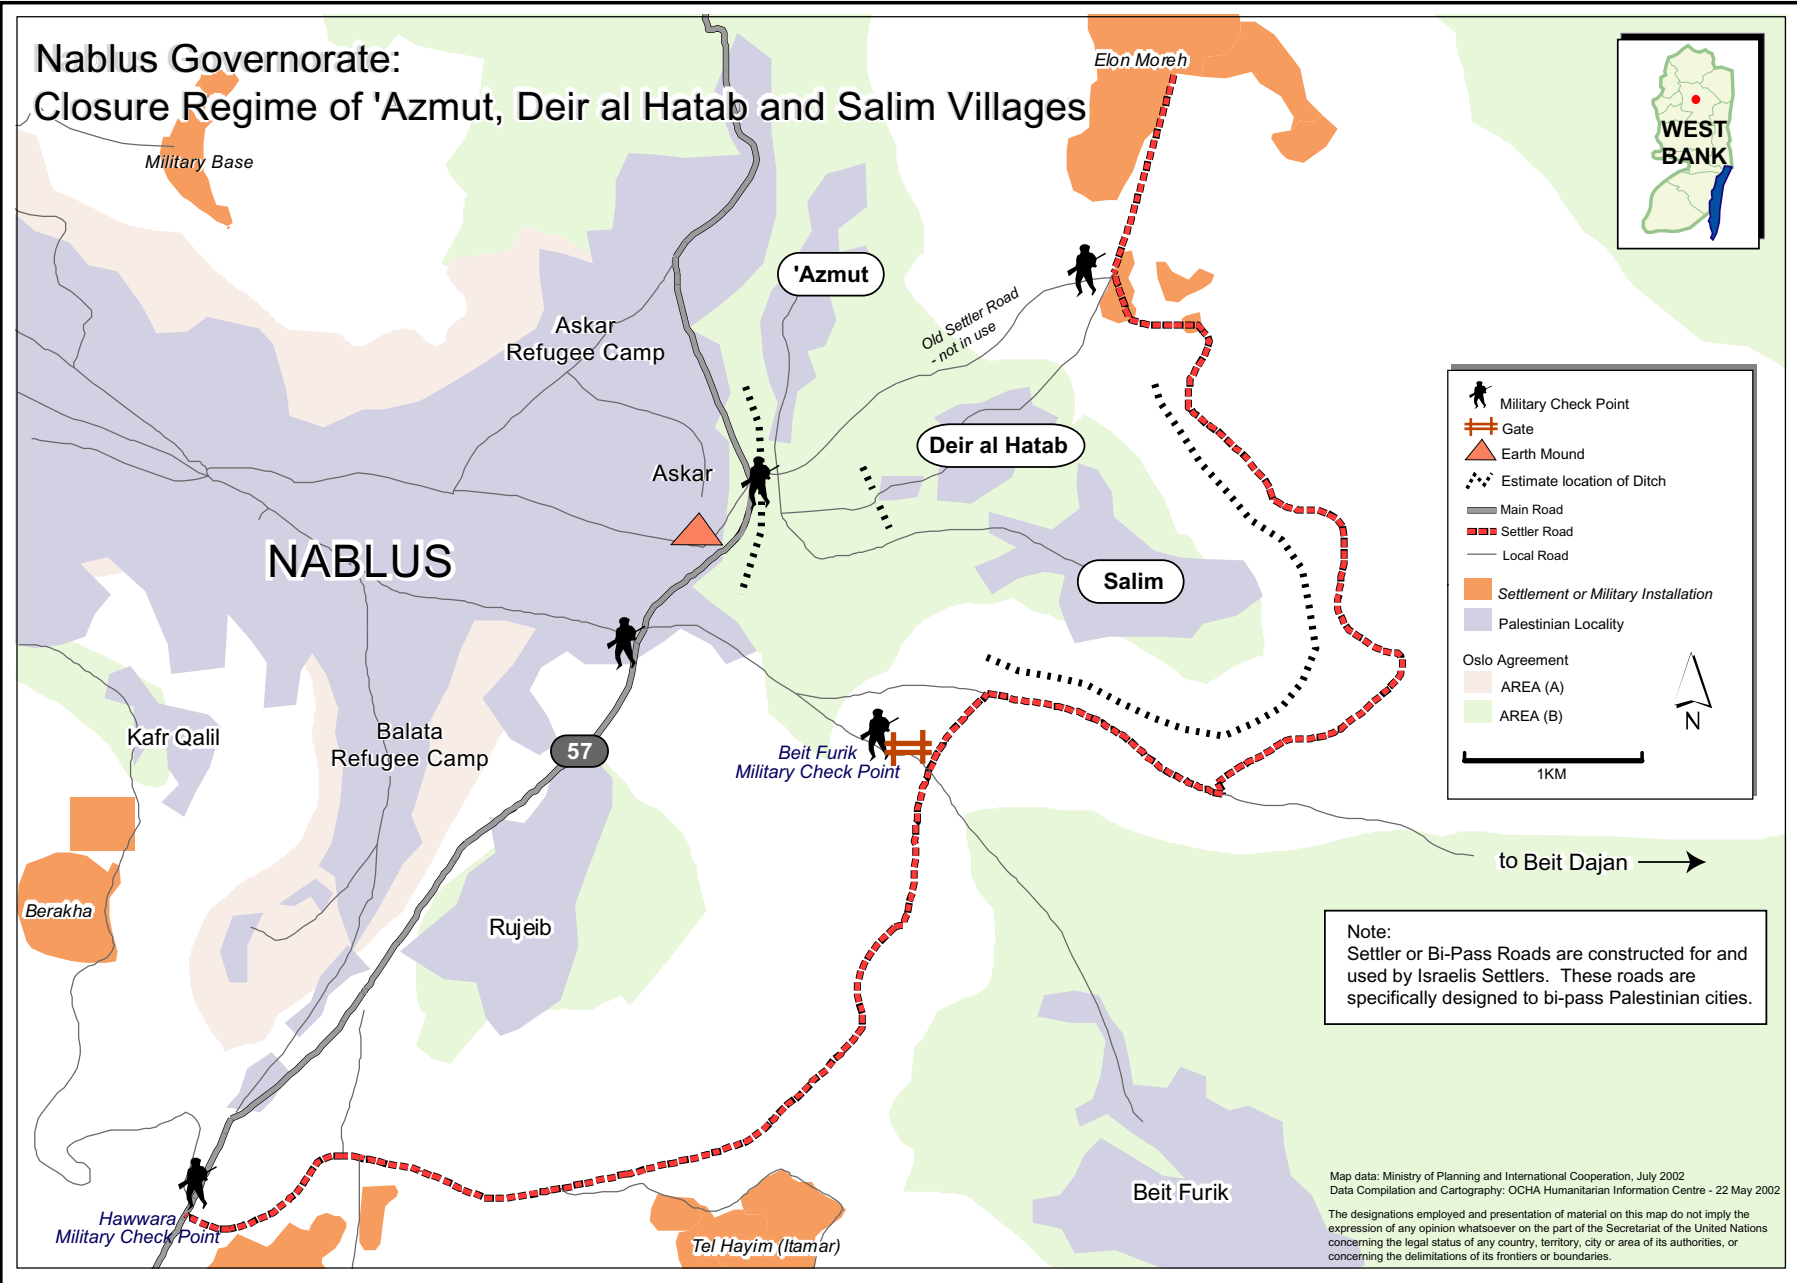 Nablus Governorate:
Closure Regime of 'Azmut, Deir al Hatab and Salim Villages
Elon Moreh
WEST
BANK
Military Base
'Azmut
Old Settler Road
- not in use
Askar
Refugee Camp
Deir al Hatab
Askar
NABLUS
Salim
Military Check Point
Gate
Earth Mound
Estimate location of Ditch
Main Road
Settler Road
Local Road
Settlement or Military Installation
Palestinian Locality
Oslo Agreement
AREA (A)
AREA (B)
N
1KM
Kafr Qalil
Balata
Refugee Camp
57
Beit Furik
Military Check Point
to Beit Dajan
Berakha
Rujeib
Note:
Settler or Bi-Pass Roads are constructed for and
used by Israelis Settlers. These roads are
specifically designed to bi-pass Palestinian cities.
Beit Furik
Hawwara
Military Check Point
Tel Hayim (Itamar)
Map data: Ministry of Planning and International Cooperation, July 2002
Data Compilation and Cartography: OCHA Humanitarian Information Centre - 22 May 2002
The designations employed and presentation of material on this map do not imply the
expression of any opinion whatsoever on the part of the Secretariat of the United Nations
concerning the legal status of any country, territory, city or area of its authorities, or
concerning the delimitations of its frontiers or boundaries.